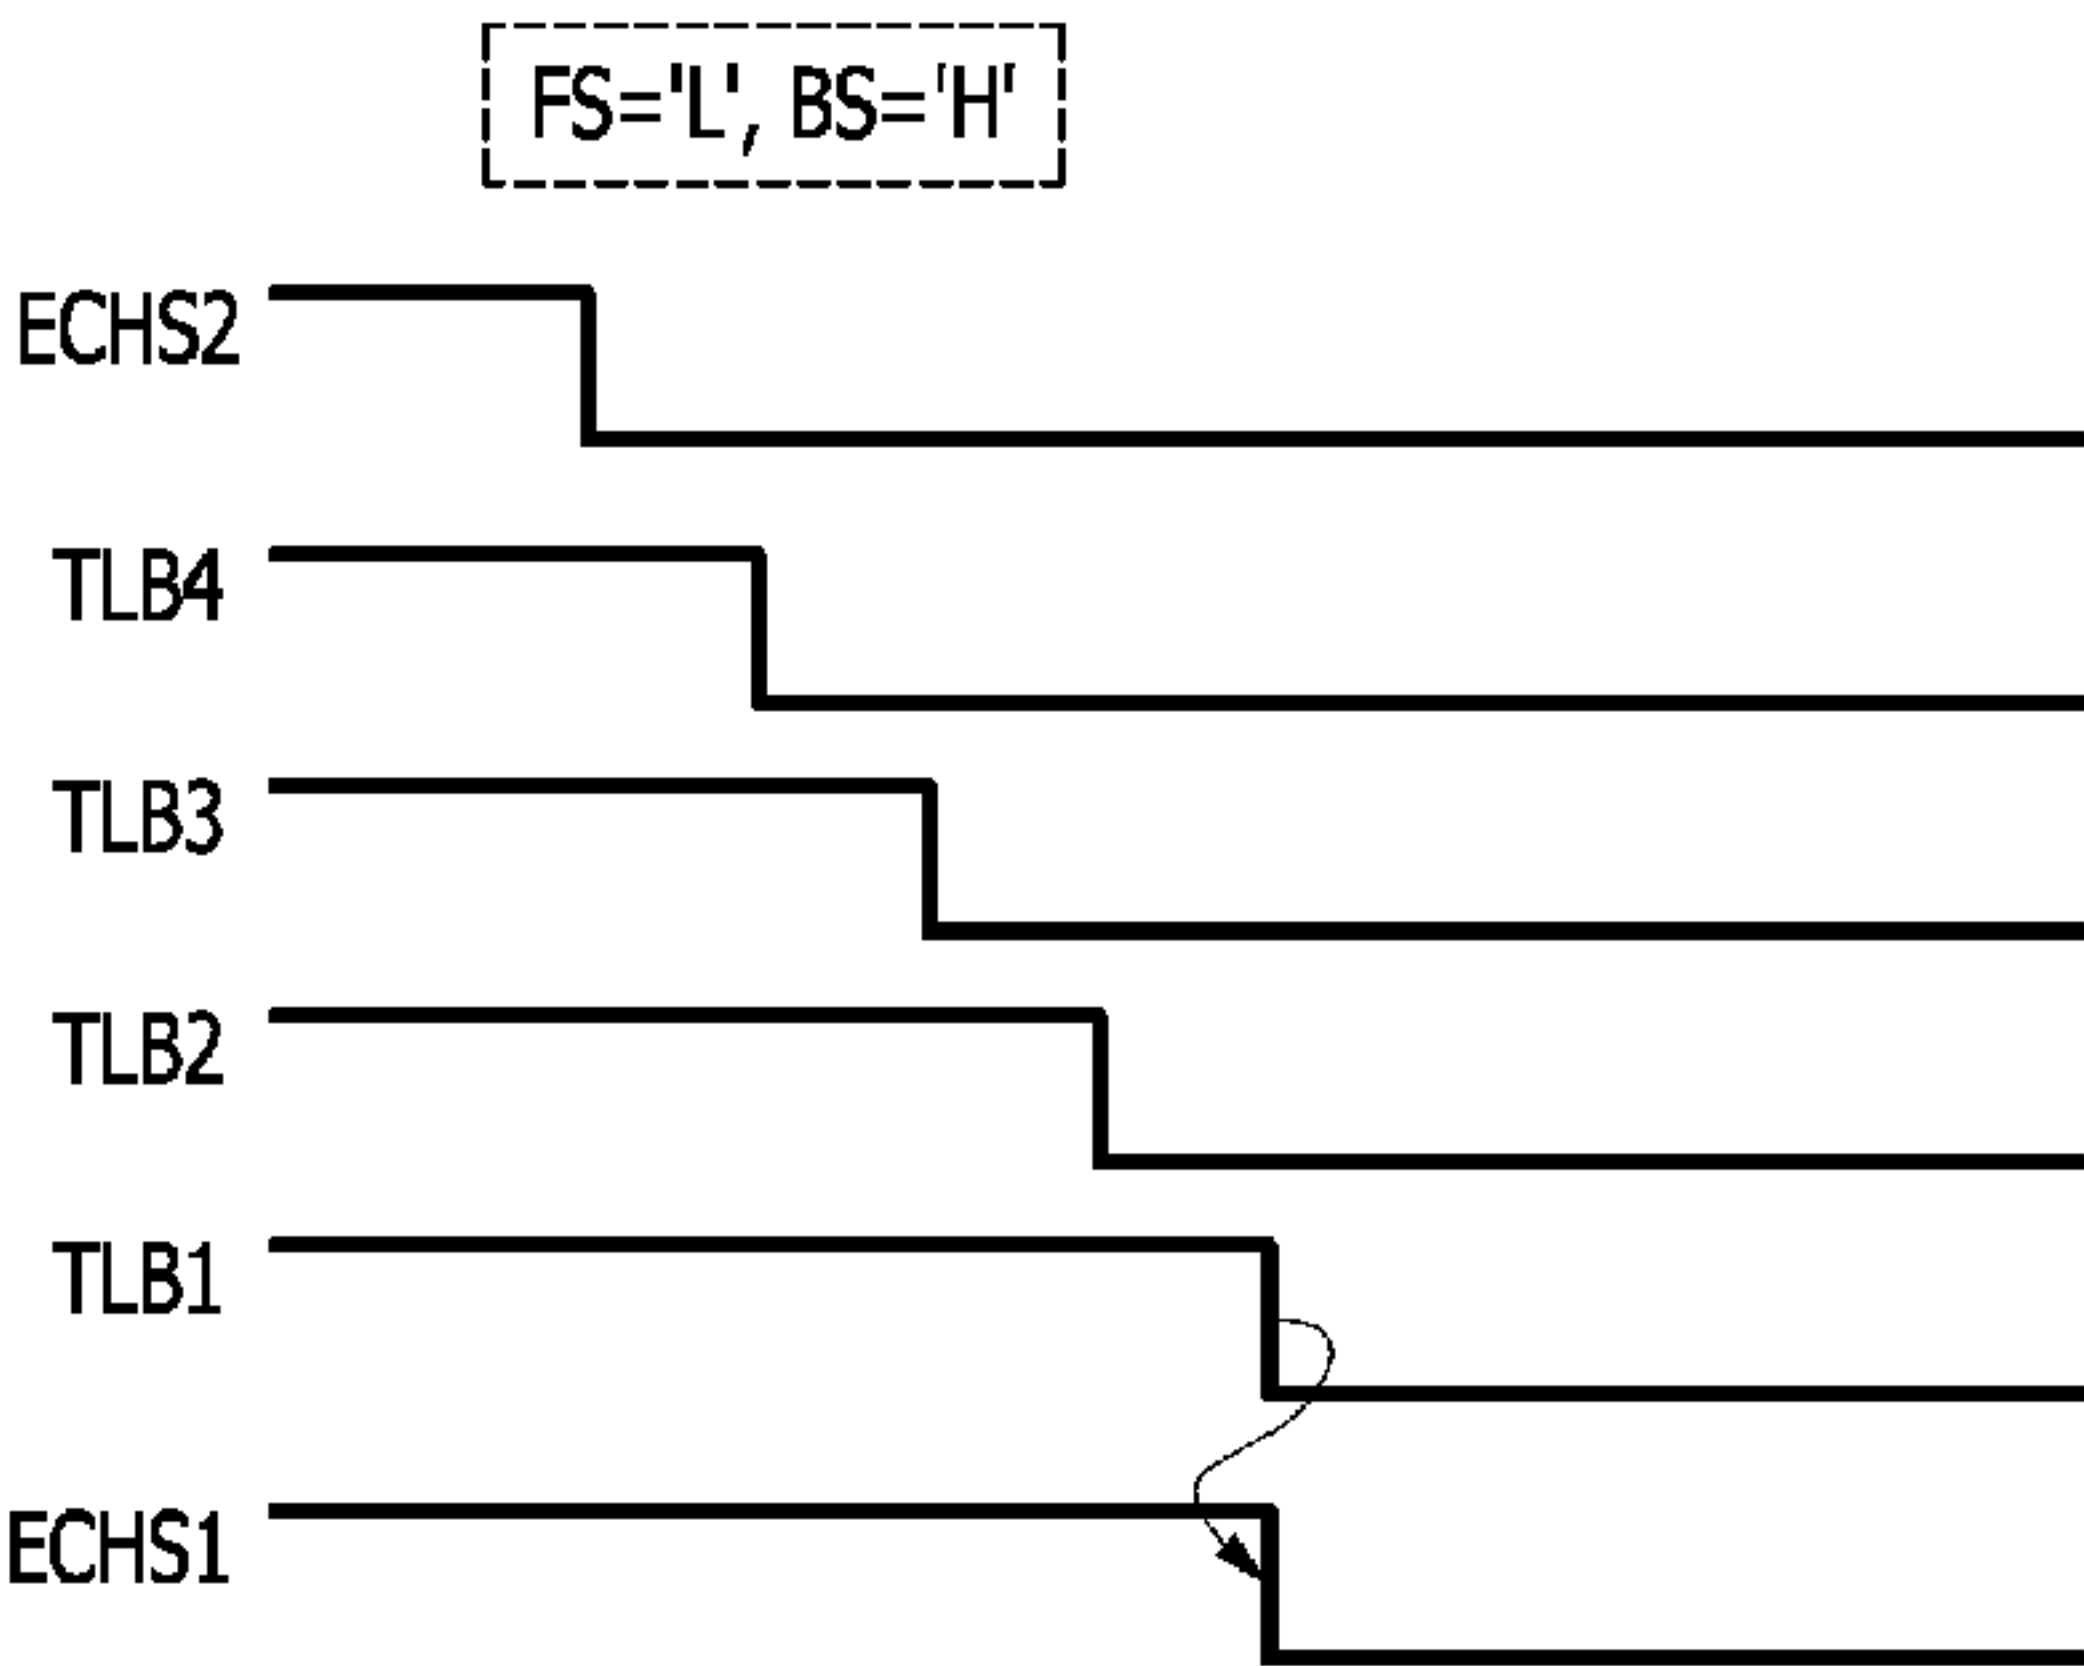 FS='L', BS='H'
ECHS2
TLB4
TLB3
TLB2
TLB1
ECHS1